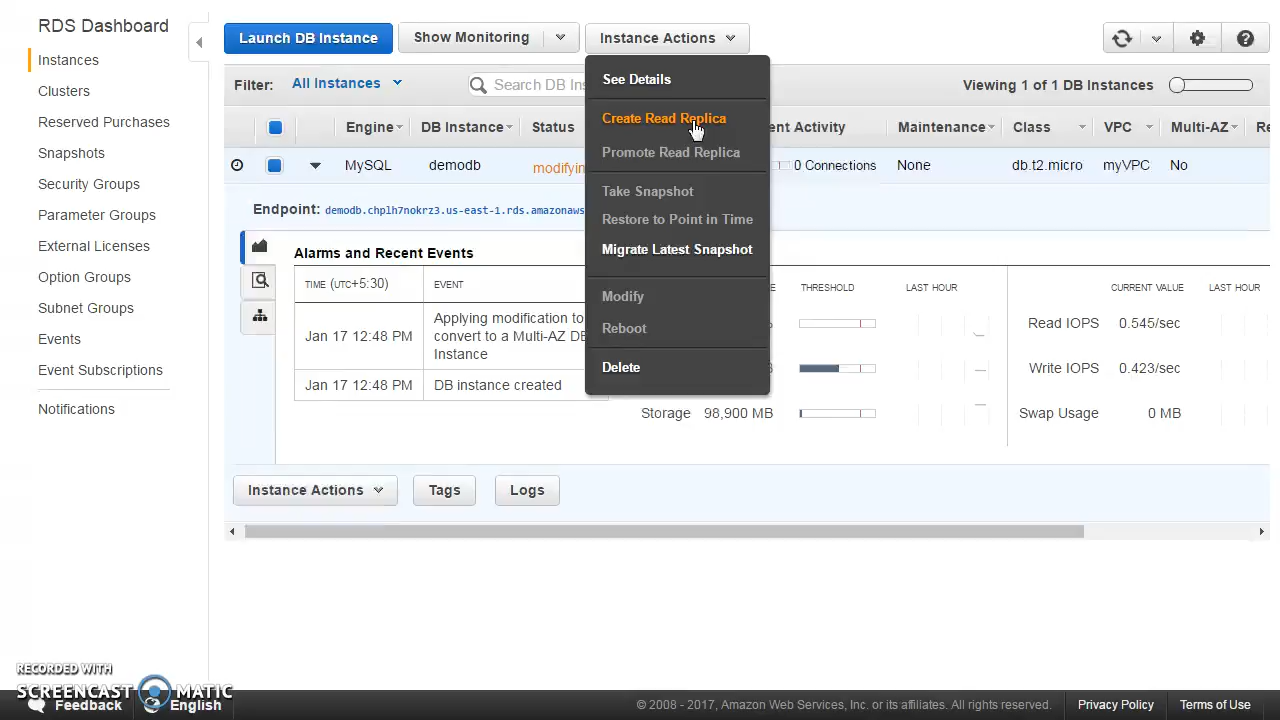 RDS Dashboard
Instances
Clusters
Reserved Purchases
Snapshots
Security Groups
Parameter Groups
External Licenses
Option Groups
Subnet Groups
Events
Event Subscriptions
Notifications
Launch DB Instance
Show Monitoring
Instance Actions
Filter: All Instances
Search DB Ins
Viewing 1 of 1 DB Instances
Engine DB Instance Status
nt Activity Maintenance Class VPC Multi-AZ Re
MySQL demodb modifyin
0 Connections None db.t2.micro myVPC No
See Details
Create Read Replica
Promote Read Replica
Take Snapshot
Restore to Point in Time
Migrate Latest Snapshot
Modify
Reboot
Delete
Endpoint: demodb.chplh7nokrz3.us-east-1.rds.amazonaws
Alarms and Recent Events
TIME (UTC+5:30) EVENT
Jan 17 12:48 PM
Applying modification to
convert to a Multi-AZ DB
Instance
Jan 17 12:48 PM DB instance created
THRESHOLD LAST HOUR
Storage 98,900 MB
CURRENT VALUE LAST HOUR
Read IOPS 0.545/sec
Write IOPS 0.423/sec
Swap Usage 0 MB
Instance Actions Tags Logs
RECORDED WITH
SCREENCAST MATIC
Feedback English
© 2008 - 2017, Amazon Web Services, Inc. or its affiliates. All rights reserved. Privacy Policy Terms of Use